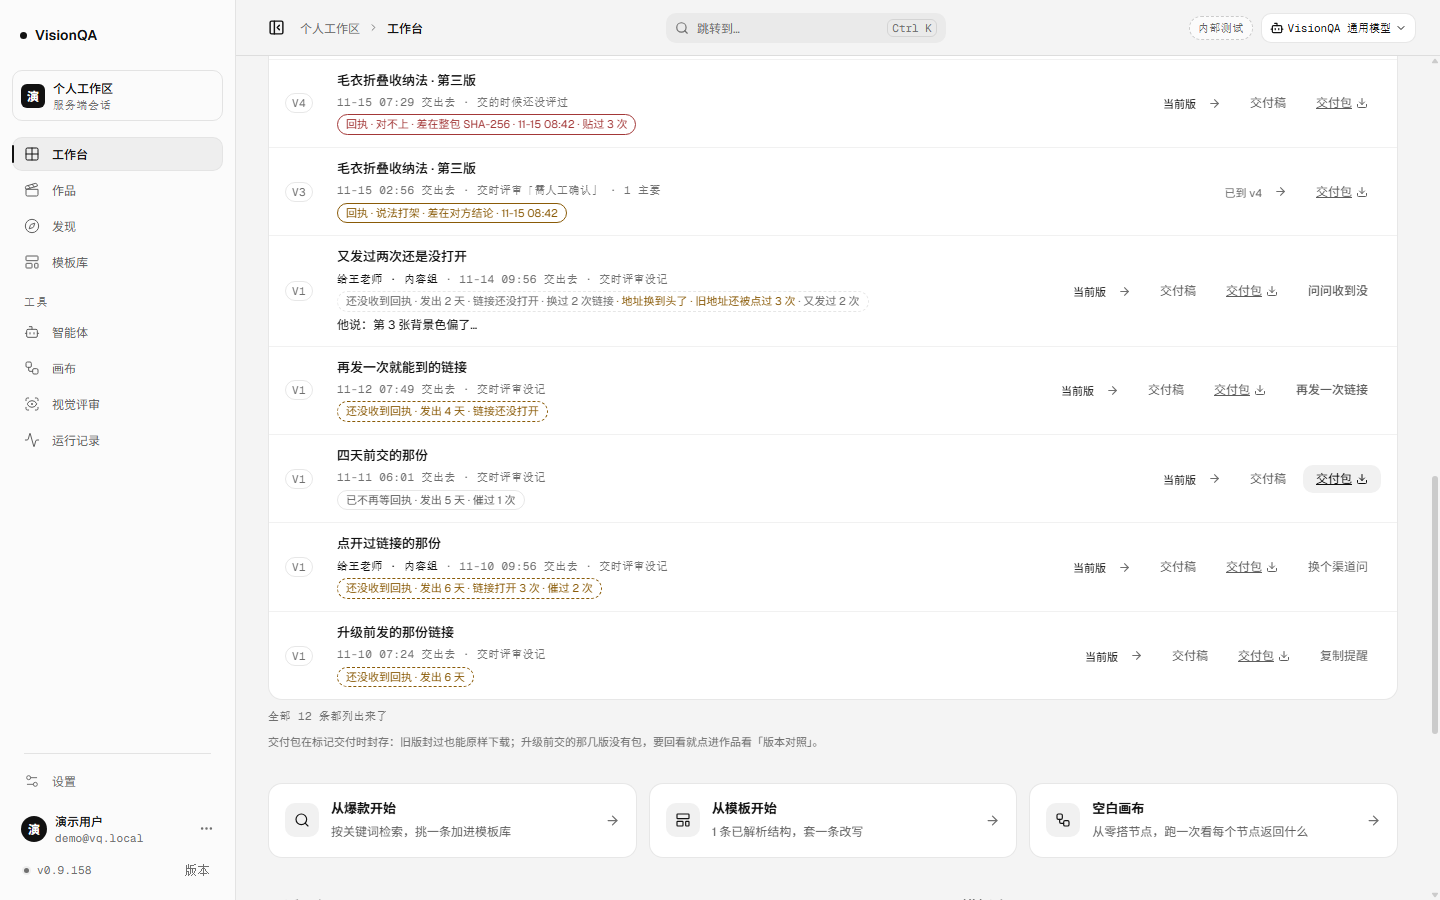 VisionQA
演
个人工作区
服务端会话
工作台
作品
发现
模板库
工具
智能体
画布
视觉评审
运行记录
设置
演
演示用户
demo@vq.local
v0.9.158
版本
个人工作区
工作台
跳转到…
Ctrl K
内部测试
VisionQA 通用模型
V4
毛衣折叠收纳法 · 第三版
11-15 07:29 交出去 · 交的时候还没评过
回执 · 对不上 · 差在整包 SHA-256 · 11-15 08:42 · 贴过 3 次
当前版
交付稿
交付包
V3
毛衣折叠收纳法 · 第三版
11-15 02:56 交出去 · 交时评审「需人工确认」 · 1 主要
回执 · 说法打架 · 差在对方结论 · 11-15 08:42
已到 v4
交付包
V1
又发过两次还是没打开
给王老师 · 内容组 · 11-14 09:56 交出去 · 交时评审没记
还没收到回执 · 发出 2 天 · 链接还没打开 · 换过 2 次链接 · 地址换到头了 · 旧地址还被点过 3 次 · 又发过 2 次
他说：第 3 张背景色偏了…
当前版
交付稿
交付包
问问收到没
V1
再发一次就能到的链接
11-12 07:49 交出去 · 交时评审没记
还没收到回执 · 发出 4 天 · 链接还没打开
当前版
交付稿
交付包
再发一次链接
V1
四天前交的那份
11-11 06:01 交出去 · 交时评审没记
已不再等回执 · 发出 5 天 · 催过 1 次
当前版
交付稿
交付包
V1
点开过链接的那份
给王老师 · 内容组 · 11-10 09:56 交出去 · 交时评审没记
还没收到回执 · 发出 6 天 · 链接打开 3 次 · 催过 2 次
当前版
交付稿
交付包
换个渠道问
V1
升级前发的那份链接
11-10 07:24 交出去 · 交时评审没记
还没收到回执 · 发出 6 天
当前版
交付稿
交付包
复制提醒
全部 12 条都列出来了
交付包在标记交付时封存：旧版封过也能原样下载；升级前交的那几版没有包，要回看就点进作品看「版本对照」。
从爆款开始
按关键词检索，挑一条加进模板库
从模板开始
1 条已解析结构，套一条改写
空白画布
从零搭节点，跑一次看每个节点返回什么